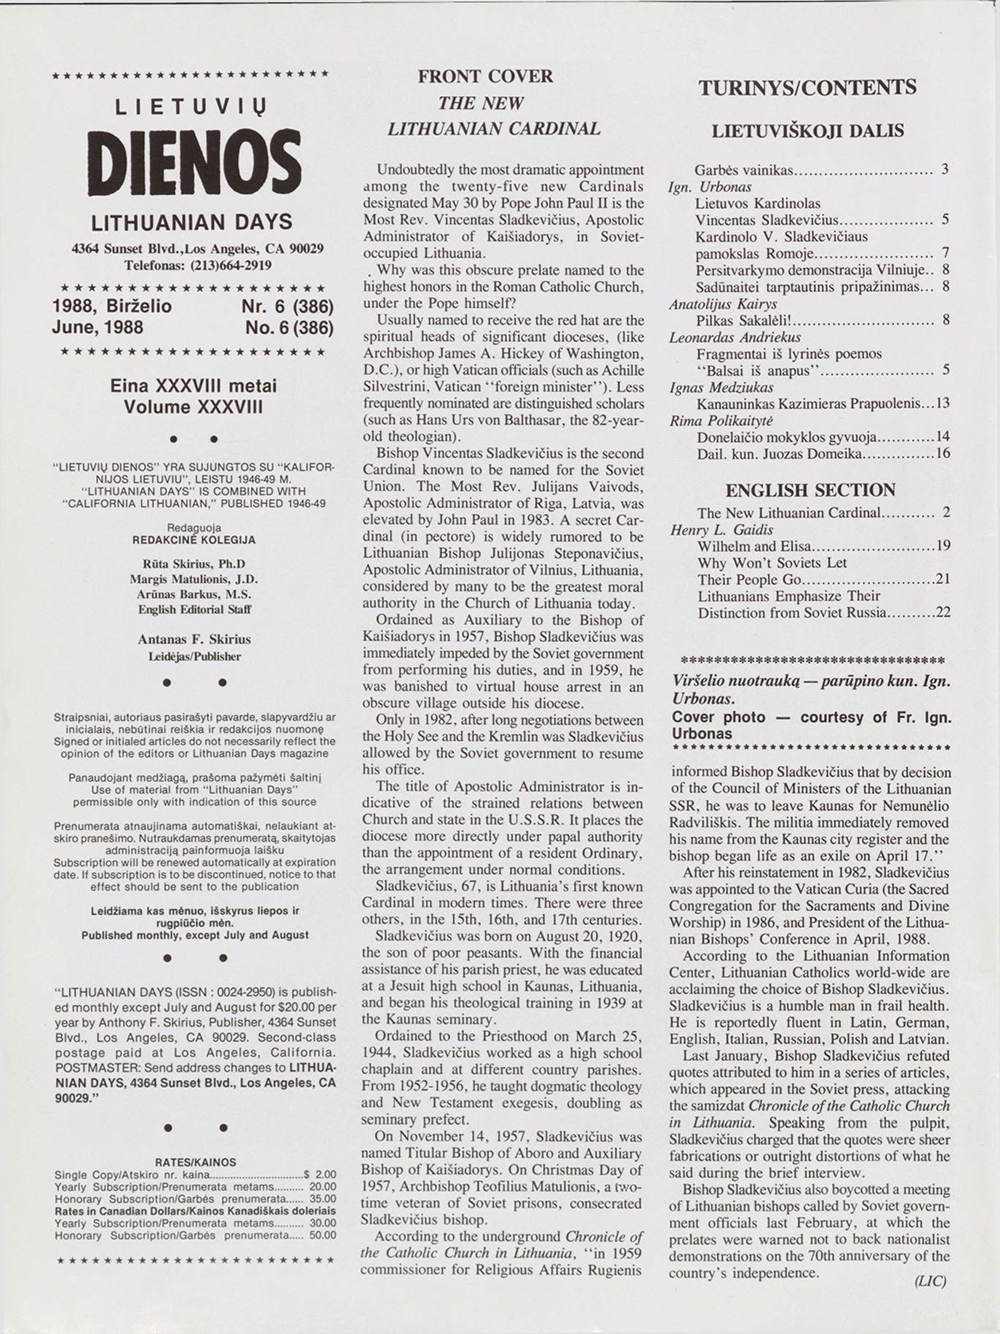 LIETUVIŲ
DIENOS
LITHUANIAN DAYS
4364 Sunset Blvd.,Los Angeles, CA 90029
Telefonas: (213)664-2919
1988, Birželio Nr. 6 (386)
June, 1988 No. 6 (386)
Eina XXXVIII metai
Volume XXXVIII
"LIETUVIŲ DIENOS" YRA SUJUNGTOS SU "KALIFOR-
NIJOS LIETUVIU", LEISTU 1946-49 M.
"LITHUANIAN DAYS" IS COMBINED WITH
"CALIFORNIA LITHUANIAN," PUBLISHED 1946-49
Redaguoja
REDAKCINĖ KOLEGIJA
Rūta Skirius, Ph.D
Margis Matulionis, J.D.
Arūnas Barkus, M.S.
English Editorial Staff
Antanas F. Skirius
Leidėjas/Publisher
Straipsniai, autoriaus pasirašyti pavarde, slapyvardžiu ar
inicialais, nebūtinai reiškia ir redakcijos nuomonę
Signed or initialed articles do not necessarily reflect the
opinion of the editors or Lithuanian Days magazine
Panaudojant medžiagą, prašoma pažymėti šaltinį
Use of material from "Lithuanian Days"
permissible only with indication of this source
Prenumerata atnaujinama automatiškai, nelaukiant at-
skiro pranešimo. Nutraukdamas prenumeratą, skaitytojas
administraciją painformuoja laišku
Subscription will be renewed automatically at expiration
date. If subscription is to be discontinued, notice to that
effect should be sent to the publication
Leidžiama kas mėnuo, išskyrus liepos ir
rugpiūčio mėn.
Published monthly, except July and August
"LITHUANIAN DAYS (ISSN : 0024-2950) is publish-
ed monthly except July and August for $20.00 per
year by Anthony F. Skirius, Publisher, 4364 Sunset
Blvd., Los Angeles, CA 90029. Second-class
postage paid at Los Angeles, California.
POSTMASTER: Send address changes to LITHUA-
NIAN DAYS, 4364 Sunset Blvd., Los Angeles, CA
90029."
RATES/KAINOS
Single Copy/Atskiro nr. kaina...............................$ 2.00
Yearly Subscription/Prenumerata metams......... 20.00
Honorary Subscription/Garbės prenumerata...... 35.00
Rates in Canadian Dollars/Kainos Kanadiškais doleriais
Yearly Subscription/Prenumerata metams......... 30.00
Honorary Subscription/Garbės prenumerata..... 50.00
FRONT COVER
THE NEW
LITHUANIAN CARDINAL
Undoubtedly the most dramatic appointment
among the twenty-five new Cardinals
designated May 30 by Pope John Paul II is the
Most Rev. Vincentas Sladkevičius, Apostolic
Administrator of Kaišiadorys, in Soviet-
occupied Lithuania.
Why was this obscure prelate named to the
highest honors in the Roman Catholic Church,
under the Pope himself?
Usually named to receive the red hat are the
spiritual heads of significant dioceses, (like
Archbishop James A. Hickey of Washington,
D.C.), or high Vatican officials (such as Achille
Silvestrini, Vatican "foreign minister"). Less
frequently nominated are distinguished scholars
(such as Hans Urs von Balthasar, the 82-year-
old theologian).
Bishop Vincentas Sladkevičius is the second
Cardinal known to be named for the Soviet
Union. The Most Rev. Julijans Vaivods,
Apostolic Administrator of Riga, Latvia, was
elevated by John Paul in 1983. A secret Car-
dinal (in pectore) is widely rumored to be
Lithuanian Bishop Julijonas Steponavičius,
Apostolic Administrator of Vilnius, Lithuania,
considered by many to be the greatest moral
authority in the Church of Lithuania today.
Ordained as Auxiliary to the Bishop of
Kaišiadorys in 1957, Bishop Sladkevičius was
immediately impeded by the Soviet government
from performing his duties, and in 1959, he
was banished to virtual house arrest in an
obscure village outside his diocese.
Only in 1982, after long negotiations between
the Holy See and the Kremlin was Sladkevičius
allowed by the Soviet government to resume
his office.
The title of Apostolic Administrator is in-
dicative of the strained relations between
Church and state in the U.S.S.R. It places the
diocese more directly under papal authority
than the appointment of a resident Ordinary,
the arrangement under normal conditions.
Sladkevičius, 67, is Lithuania's first known
Cardinal in modern times. There were three
others, in the 15th, 16th, and 17th centuries.
Sladkevičius was born on August 20, 1920,
the son of poor peasants. With the financial
assistance of his parish priest, he was educated
at a Jesuit high school in Kaunas, Lithuania,
and began his theological training in 1939 at
the Kaunas seminary.
Ordained to the Priesthood on March 25,
1944, Sladkevičius worked as a high school
chaplain and at different country parishes.
From 1952-1956, he taught dogmatic theology
and New Testament exegesis, doubling as
seminary prefect.
On November 14, 1957, Sladkevičius was
named Titular Bishop of Aboro and Auxiliary
Bishop of Kaišiadorys. On Christmas Day of
1957, Archbishop Teofilius Matulionis, a two-
time veteran of Soviet prisons, consecrated
Sladkevičius bishop.
According to the underground Chronicle of
the Catholic Church in Lithuania, "in 1959
commissioner for Religious Affairs Rugienis
TURINYS/CONTENTS
LIETUVIŠKOJI DALIS
Garbės vainikas............................ 3
Ign. Urbonas
Lietuvos Kardinolas
Vincentas Sladkevičius................... 5
Kardinolo V. Sladkevičiaus
pamokslas Romoje........................ 7
Persitvarkymo demonstracija Vilniuje.. 8
Sadūnaitei tarptautinis pripažinimas... 8
Anatolijus Kairys
Pilkas Sakalėli!............................ 8
Leonardas Andriekus
Fragmentai iš lyrinės poemos
"Balsai iš anapus"....................... 5
Ignas Medziukas
Kanauninkas Kazimieras Prapuolenis...13
Rima Polikaitytė
Donelaičio mokyklos gyvuoja............14
Dail. kun. Juozas Domeika...............16
ENGLISH SECTION
The New Lithuanian Cardinal........... 2
Henry L. Gaidis
Wilhelm and Elisa.........................19
Why Won't Soviets Let
Their People Go...........................21
Lithuanians Emphasize Their
Distinction from Soviet Russia..........22
Viršelio nuotrauką — parūpino kun. Ign.
Urbonas.
Cover photo — courtesy of Fr. Ign.
Urbonas
informed Bishop Sladkevičius that by decision
of the Council of Ministers of the Lithuanian
SSR, he was to leave Kaunas for Nemunėlio
Radviliškis. The militia immediately removed
his name from the Kaunas city register and the
bishop began life as an exile on April 17."
After his reinstatement in 1982, Sladkevičius
was appointed to the Vatican Curia (the Sacred
Congregation for the Sacraments and Divine
Worship) in 1986, and President of the Lithua-
nian Bishops' Conference in April, 1988.
According to the Lithuanian Information
Center, Lithuanian Catholics world-wide are
acclaiming the choice of Bishop Sladkevičius.
Sladkevičius is a humble man in frail health.
He is reportedly fluent in Latin, German,
English, Italian, Russian, Polish and Latvian.
Last January, Bishop Sladkevičius refuted
quotes attributed to him in a series of articles,
which appeared in the Soviet press, attacking
the samizdat Chronicle of the Catholic Church
in Lithuania. Speaking from the pulpit,
Sladkevičius charged that the quotes were sheer
fabrications or outright distortions of what he
said during the brief interview.
Bishop Sladkevičius also boycotted a meeting
of Lithuanian bishops called by Soviet govern-
ment officials last February, at which the
prelates were warned not to back nationalist
demonstrations on the 70th anniversary of the
country's independence.
(LIC)